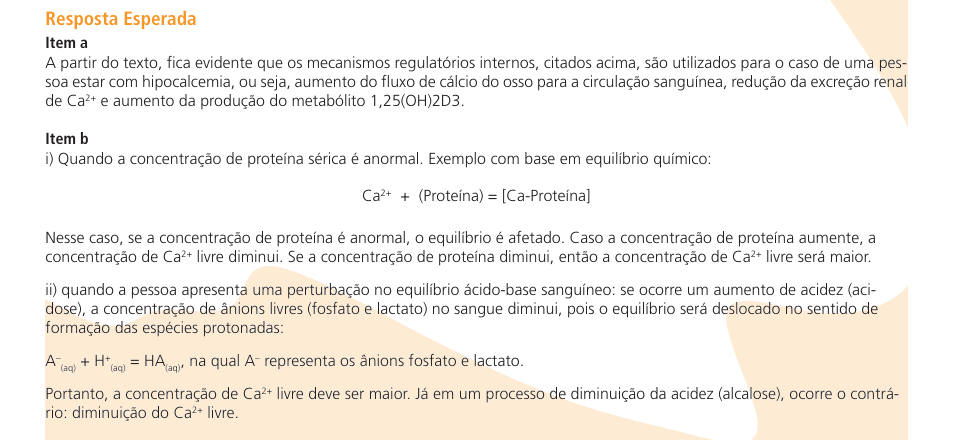 Resposta Esperada
Item a
A partir do texto, fica evidente que os mecanismos regulatórios internos, citados acima, são utilizados para o caso de uma pes-
soa estar com hipocalcemia, ou seja, aumento do fluxo de cálcio do osso para a circulação sanguínea, redução da excreção renal
de Ca²⁺ e aumento da produção do metabólito 1,25(OH)2D3.
Item b
i) Quando a concentração de proteína sérica é anormal. Exemplo com base em equilíbrio químico:
Ca²⁺ + (Proteína) = [Ca-Proteína]
Nesse caso, se a concentração de proteína é anormal, o equilíbrio é afetado. Caso a concentração de proteína aumente, a
concentração de Ca²⁺ livre diminui. Se a concentração de proteína diminui, então a concentração de Ca²⁺ livre será maior.
ii) quando a pessoa apresenta uma perturbação no equilíbrio ácido-base sanguíneo: se ocorre um aumento de acidez (aci-
dose), a concentração de ânions livres (fosfato e lactato) no sangue diminui, pois o equilíbrio será deslocado no sentido de
formação das espécies protonadas:
A⁻(aq) + H⁺(aq) = HA(aq), na qual A⁻ representa os ânions fosfato e lactato.
Portanto, a concentração de Ca²⁺ livre deve ser maior. Já em um processo de diminuição da acidez (alcalose), ocorre o contrá-
rio: diminuição do Ca²⁺ livre.